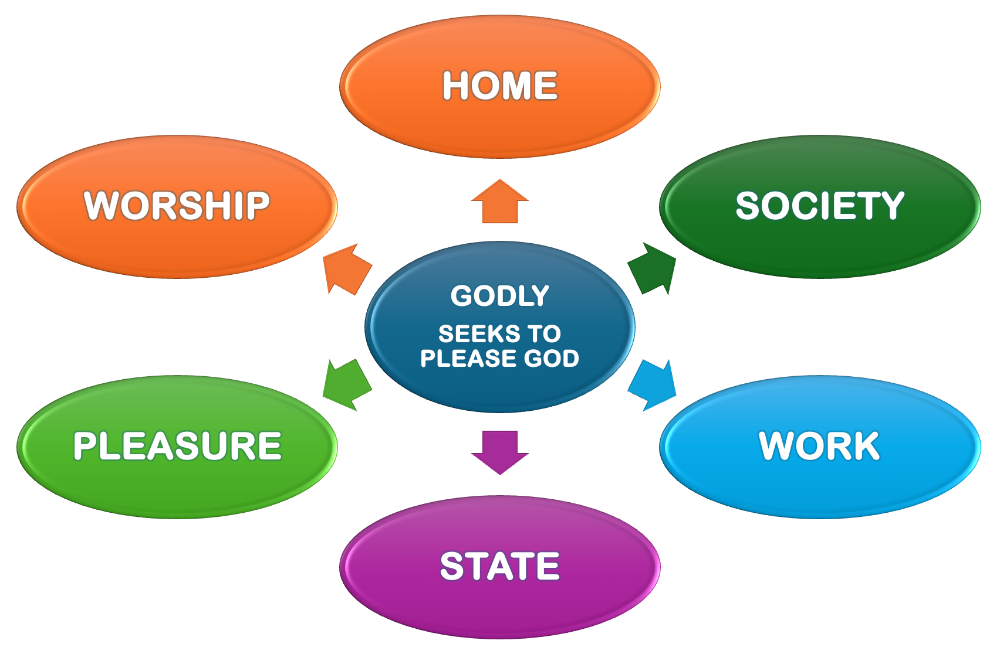 HOME
WORSHIP
SOCIETY
GODLY
SEEKS TO
PLEASE GOD
PLEASURE
WORK
STATE